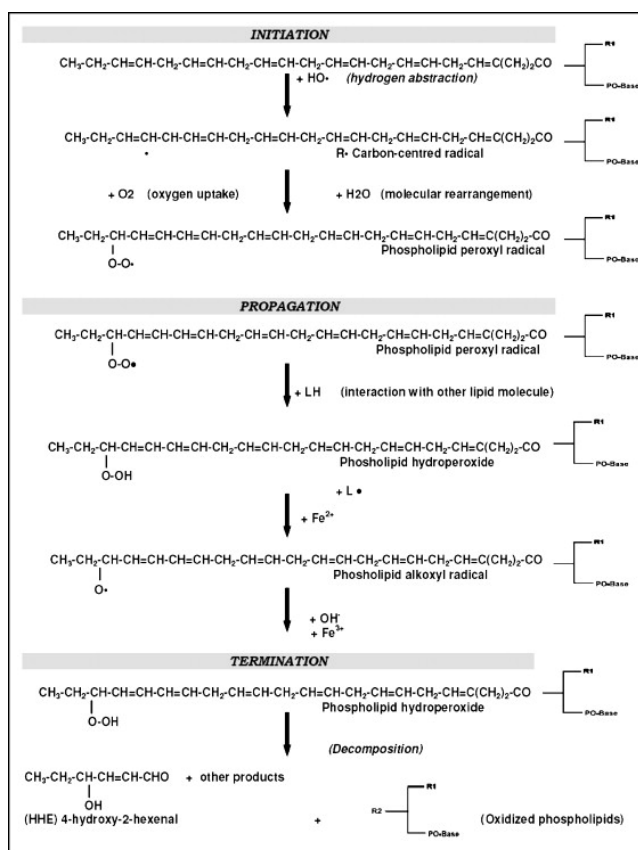 INITIATION
R1
CH3-CH2-CH=CH-CH2-CH=CH-CH2-CH=CH-CH2-CH=CH-CH2-CH=CH-CH2-CH=C(CH2)2CO
+ HO• (hydrogen abstraction)
PO-Base
R1
CH3-CH2-CH=CH-CH-CH=CH-CH2-CH=CH-CH2-CH=CH-CH2-CH=CH-CH2-CH=C(CH2)2CO
• R• Carbon-centred radical
PO-Base
+ O2 (oxygen uptake) + H2O (molecular rearrangement)
R1
CH3-CH2-CH-CH=CH-CH=CH-CH2-CH=CH-CH2-CH=CH-CH2-CH=CH-CH2-CH=C(CH2)2-CO
Phospholipid peroxyl radical
O-O•
PO-Base
PROPAGATION
R1
CH3-CH2-CH-CH=CH-CH=CH-CH2-CH=CH-CH2-CH=CH-CH2-CH=CH-CH2-CH=C(CH2)2-CO
Phospholipid peroxyl radical
O-O•
PO-Base
+ LH (interaction with other lipid molecule)
R1
CH3-CH2-CH-CH=CH-CH=CH-CH2-CH=CH-CH2-CH=CH-CH2-CH=CH-CH2-CH=C(CH2)2-CO
Phosholipid hydroperoxide
O-OH
PO-Base
+ L •
+ Fe2+
R1
CH3-CH2-CH-CH=CH-CH=CH-CH2-CH=CH-CH2-CH=CH-CH2-CH=CH-CH2-CH=C(CH2)2-CO
Phosholipid alkoxyl radical
O•
PO-Base
+ OH-
+ Fe3+
TERMINATION
R1
CH3-CH2-CH-CH=CH-CH=CH-CH2-CH=CH-CH2-CH=CH-CH2-CH=CH-CH2-CH=C(CH2)2-CO
Phospholipid hydroperoxide
O-OH
PO-Base
(Decomposition)
CH3-CH2-CH-CH=CH-CHO + other products
R1
OH
R2
(HHE) 4-hydroxy-2-hexenal + (Oxidized phospholipids)
PO-Base